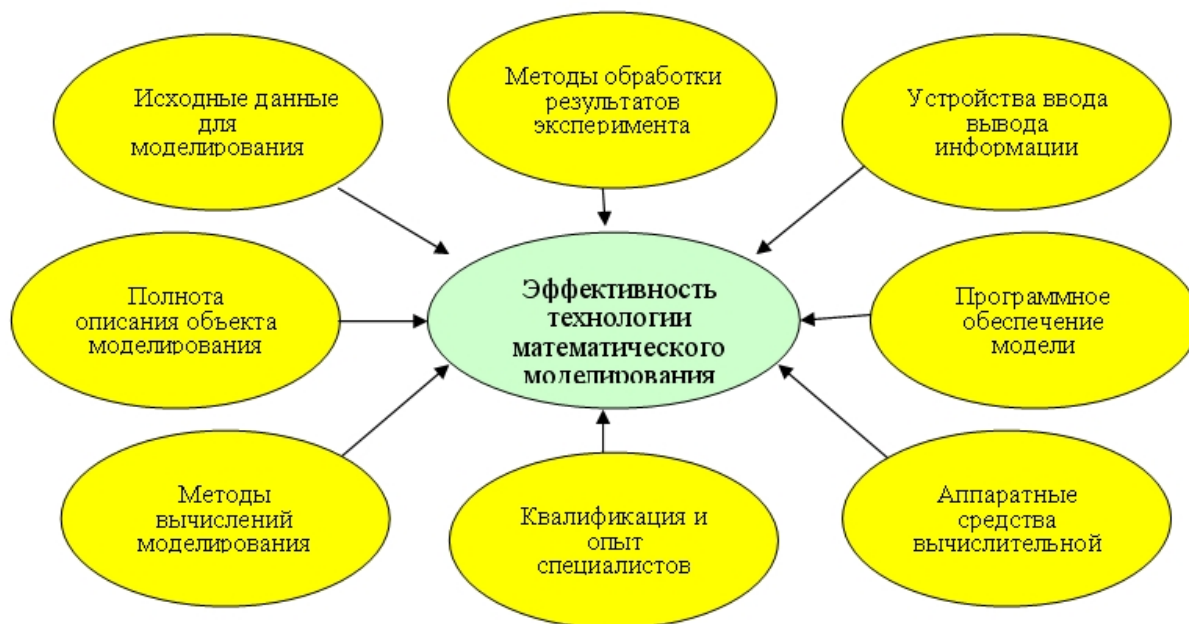 Исходные данные
для
моделирования
Методы обработки
результатов
эксперимента
Устройства ввода
вывода
информации
Полнота
описания объекта
моделирования
Эффективность
технологии
математического
моделирования
Программное
обеспечение
модели
Методы
вычислений
моделирования
Квалификация и
опыт
специалистов
Аппаратные
средства
вычислительной